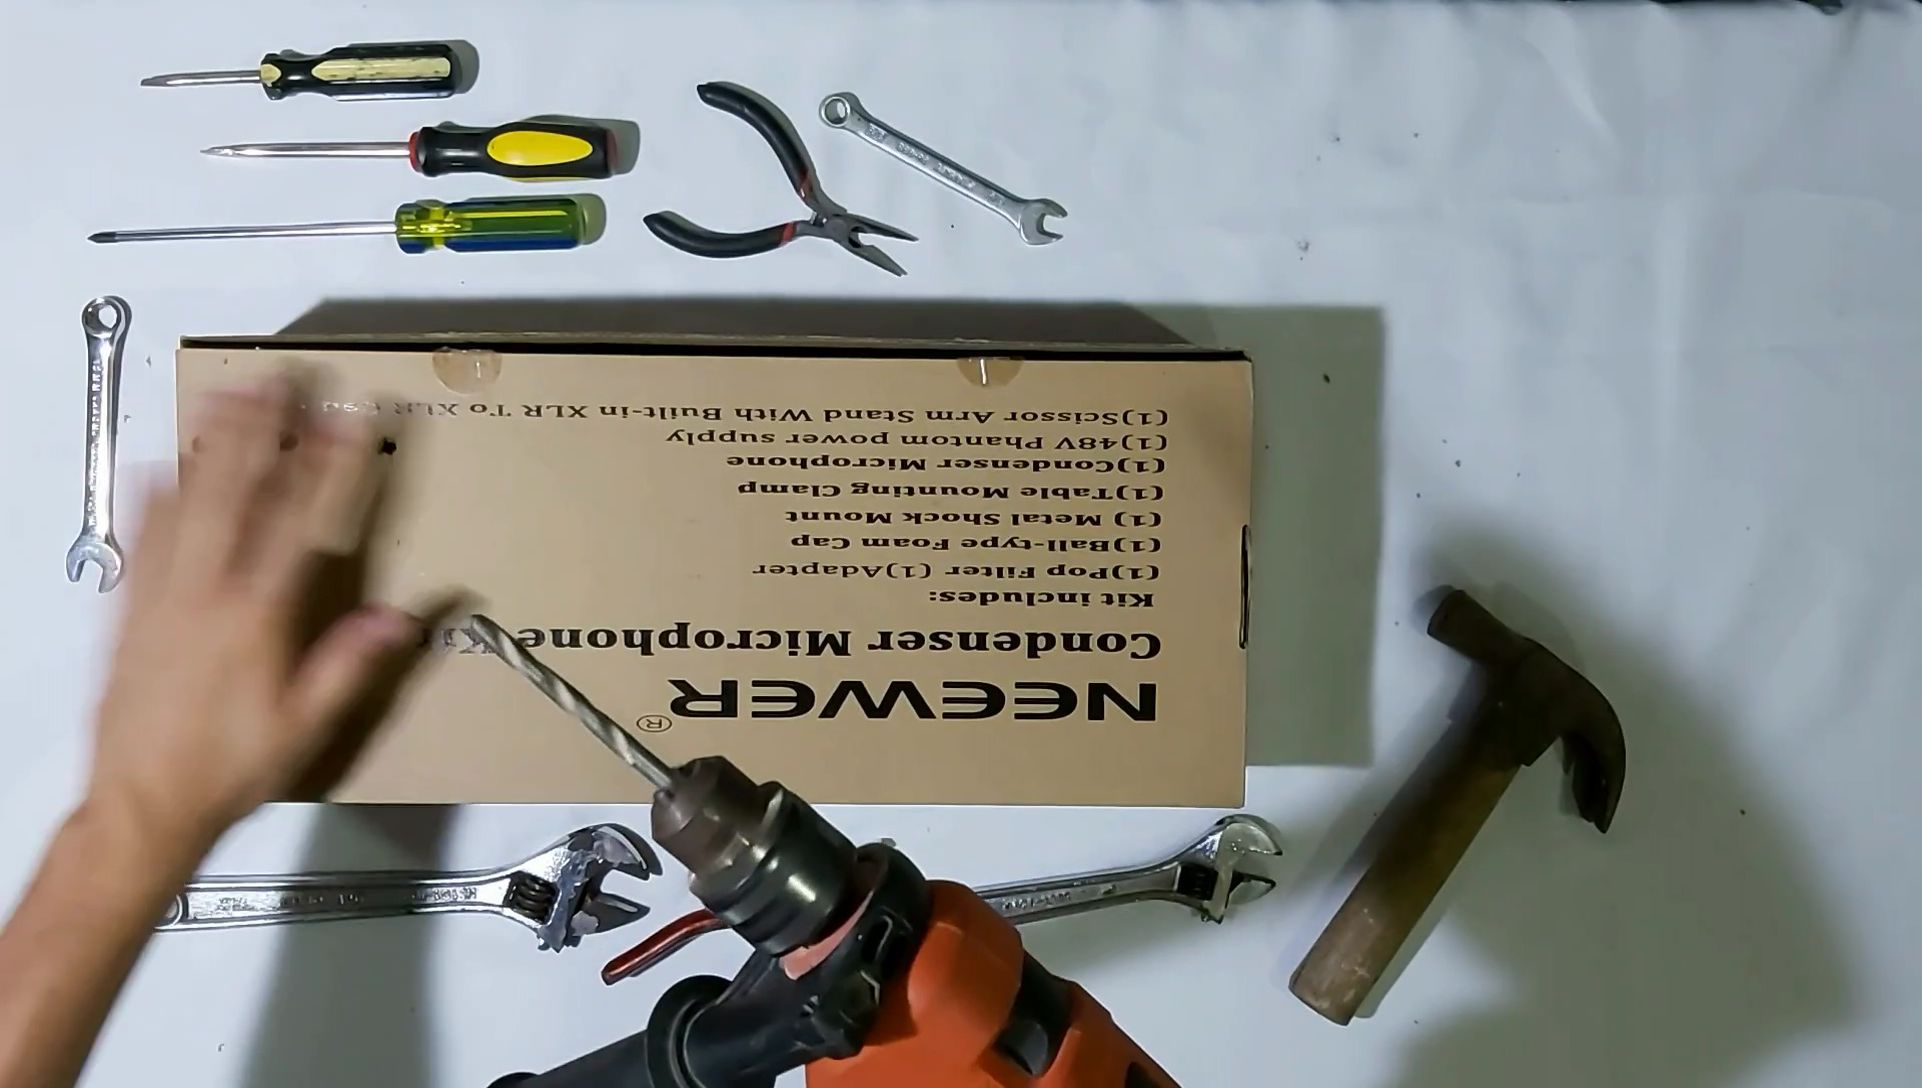 NEEWER®
Condenser Microphone Kit
Kit includes:
(1)Pop Filter (1)Adapter
(1)Ball-type Foam Cap
(1) Metal Shock Mount
(1)Table Mounting Clamp
(1)Condenser Microphone
(1)48V Phantom power supply
(1)Scissor Arm Stand With Built-in XLR To XLR